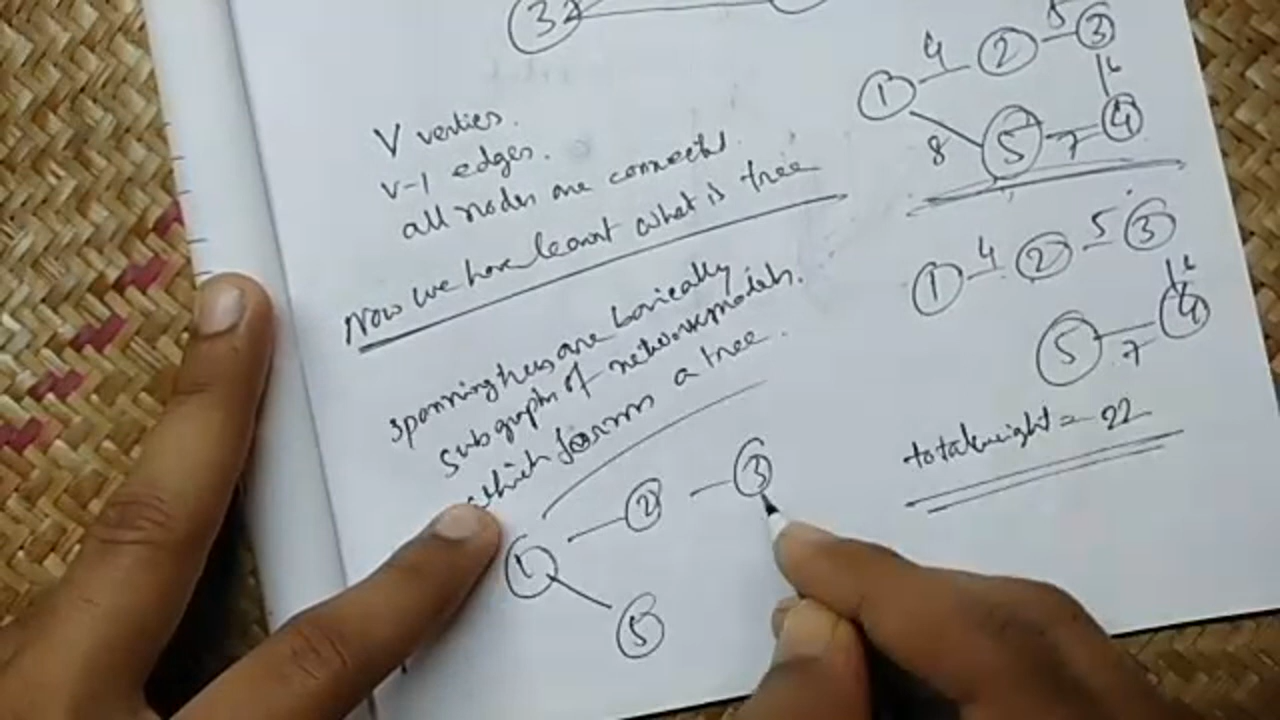 3
V verties.
v-1 edges.
all nodes are connected.
Now we have learnt what is tree
spanning trees are basically
subgraph of network models.
which forms a tree.
1 2 3
5
1 4 2 5 3
6
8 5 7 4
1 4 2 5 3
6
5 7 4
total weight = 22